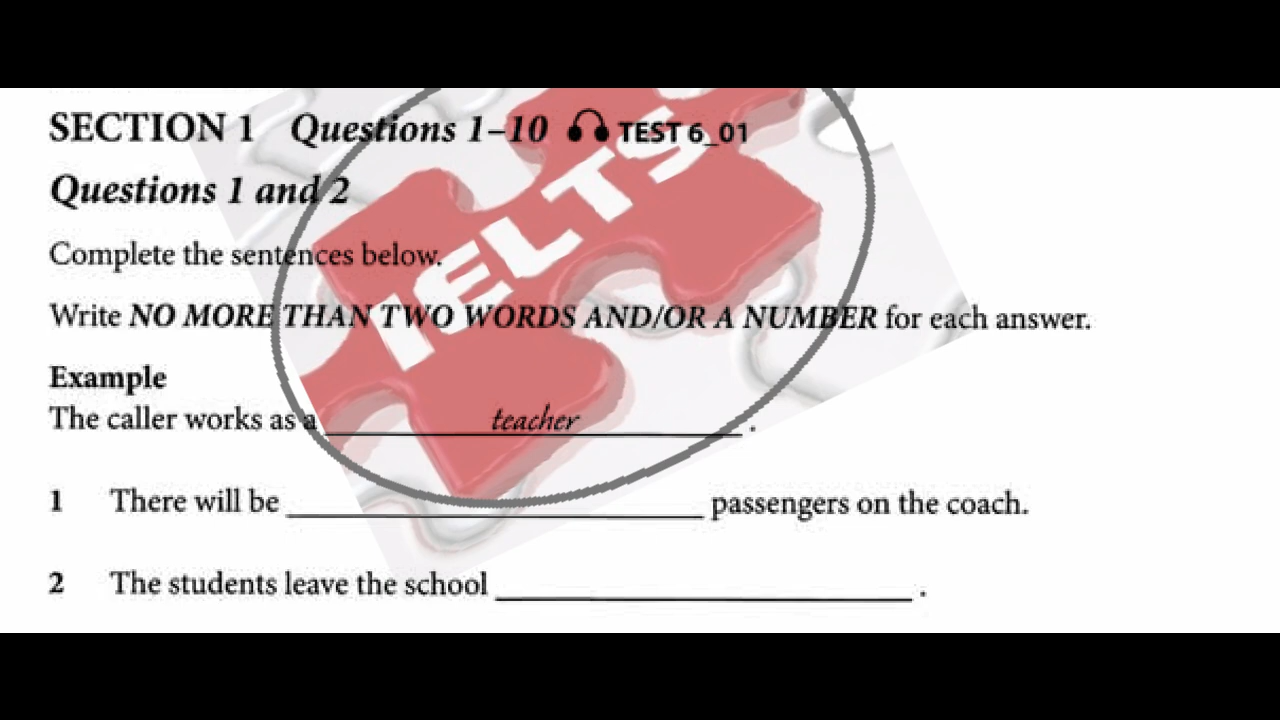 SECTION 1 Questions 1–10 TEST 6_01
Questions 1 and 2
Complete the sentences below.
Write NO MORE THAN TWO WORDS AND/OR A NUMBER for each answer.
Example
The caller works as a teacher .
1 There will be ____________ passengers on the coach.
2 The students leave the school ____________ .
IELTS